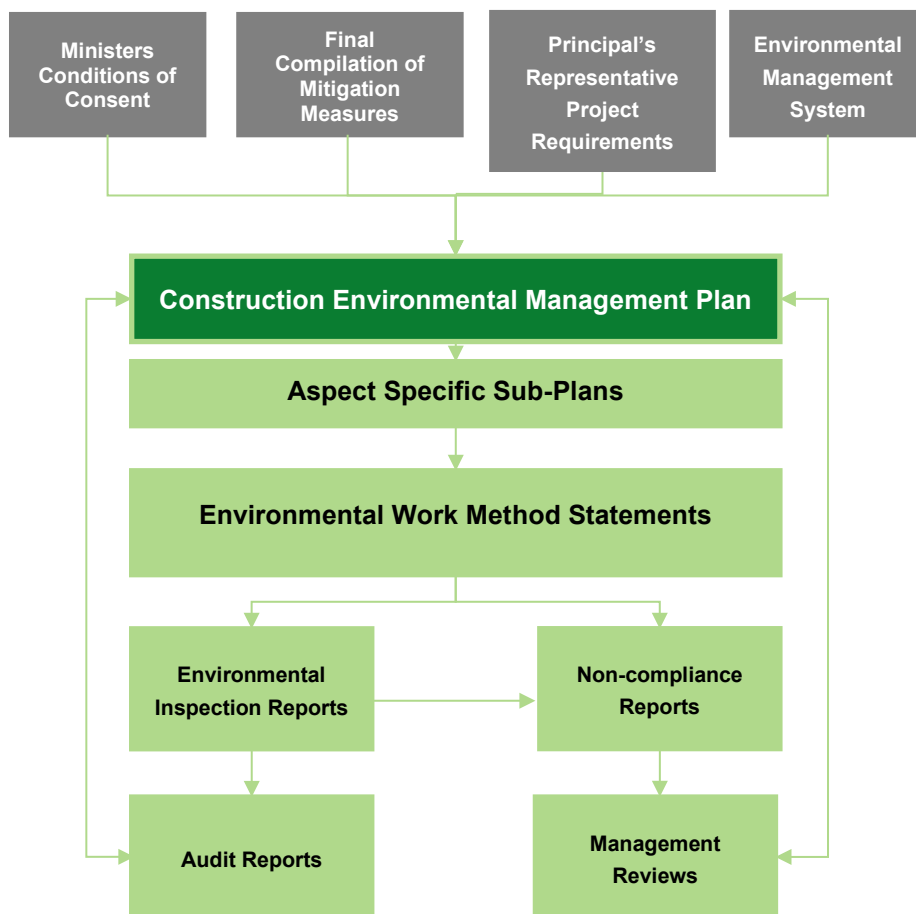 Ministers
Conditions of
Consent
Final
Compilation of
Mitigation
Measures
Principal’s
Representative
Project
Requirements
Environmental
Management
System
Construction Environmental Management Plan
Aspect Specific Sub-Plans
Environmental Work Method Statements
Environmental
Inspection Reports
Non-compliance
Reports
Audit Reports
Management
Reviews